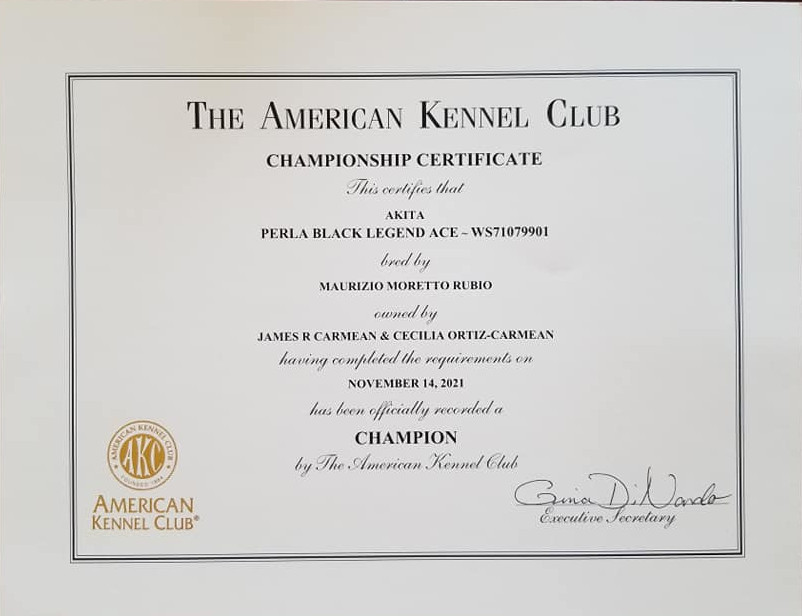 THE AMERICAN KENNEL CLUB
CHAMPIONSHIP CERTIFICATE
This certifies that
AKITA
PERLA BLACK LEGEND ACE ~ WS71079901
bred by
MAURIZIO MORETTO RUBIO
owned by
JAMES R CARMEAN & CECILIA ORTIZ-CARMEAN
having completed the requirements on
NOVEMBER 14, 2021
has been officially recorded a
CHAMPION
by The American Kennel Club
AMERICAN KENNEL CLUB
AKC
FOUNDED 1884
AMERICAN
KENNEL CLUB®
Gina DiNardo
Executive Secretary